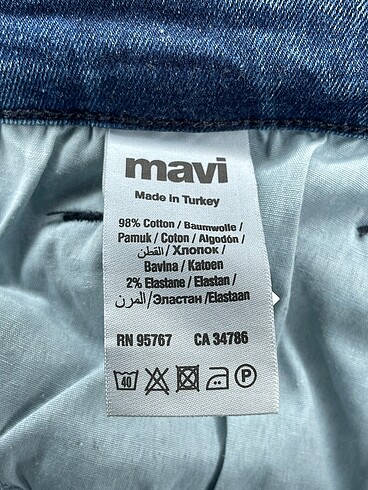 mavi
Made in Turkey
98% Cotton / Baumwolle /
Pamuk / Coton / Algodón /
القطن / Хлопок /
Bavlna / Katoen
2% Elastane / Elastan /
المرن / Эластан /Elastaan
RN 95767 CA 34786
40 P